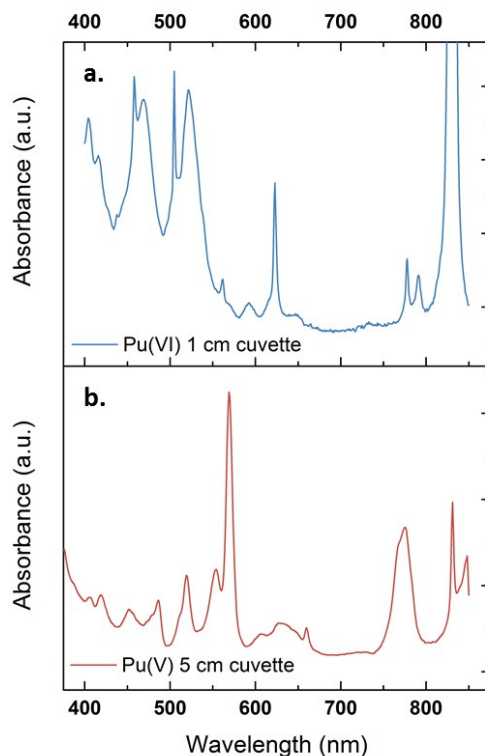 400 500 600 700 800
a.
Absorbance (a.u.)
Pu(VI) 1 cm cuvette
b.
Absorbance (a.u.)
Pu(V) 5 cm cuvette
400 500 600 700 800
Wavelength (nm)